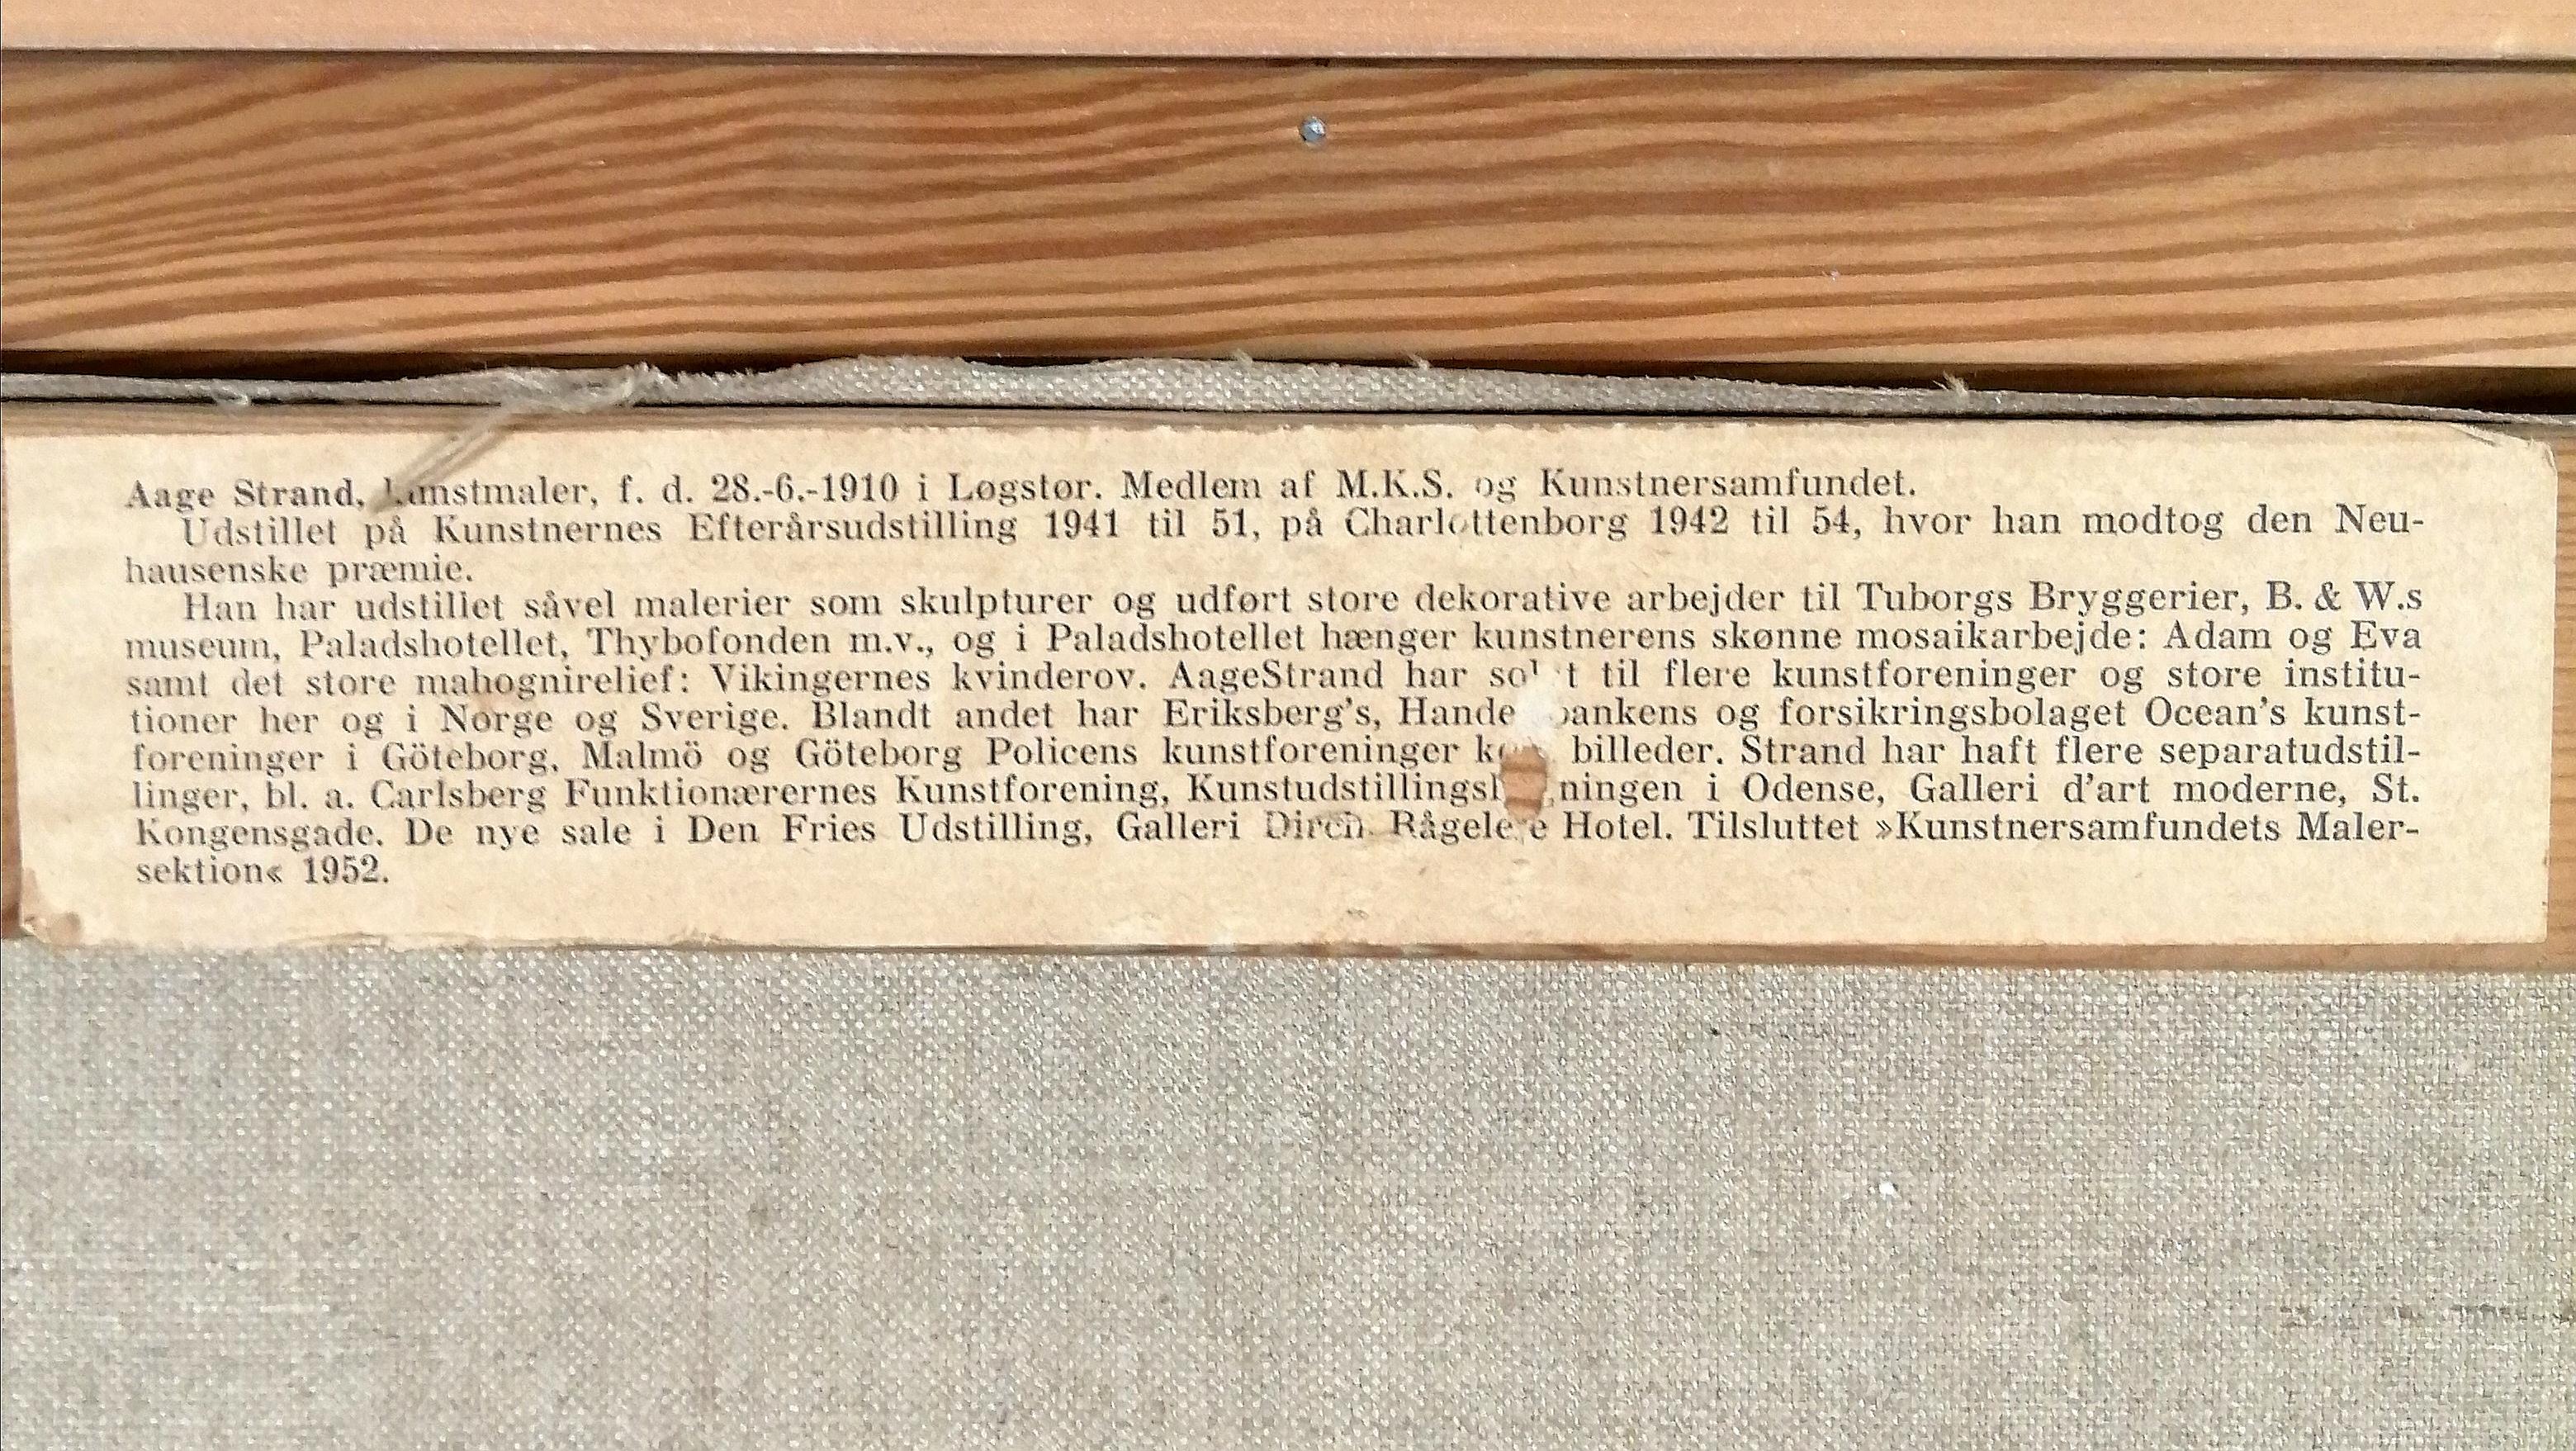 Aage Strand, kunstmaler, f. d. 28.-6.-1910 i Løgstør. Medlem af M.K.S. og Kunstnersamfundet.
Udstillet på Kunstnernes Efterårsudstilling 1941 til 51, på Charlottenborg 1942 til 54, hvor han modtog den Neu-
hausenske præmie.
Han har udstillet såvel malerier som skulpturer og udført store dekorative arbejder til Tuborgs Bryggerier, B. & W.s
museum, Paladshotellet, Thybofonden m.v., og i Paladshotellet hænger kunstnerens skønne mosaikarbejde: Adam og Eva
samt det store mahognirelief: Vikingernes kvinderov. AageStrand har solgt til flere kunstforeninger og store institu-
tioner her og i Norge og Sverige. Blandt andet har Eriksberg's, og forsikringsbolaget Ocean's kunst-
foreninger i Göteborg, Malmö og Göteborg Policens kunstforeninger billeder. Strand har haft flere separatudstil-
linger, bl. a. Carlsberg Funktionærernes Kunstforening, i Odense, Galleri d'art moderne, St.
Kongensgade. De nye sale i Den Fries Udstilling, Galleri Dirch Rågeleje Hotel. Tilsluttet »Kunstnersamfundets Maler-
sektion« 1952.